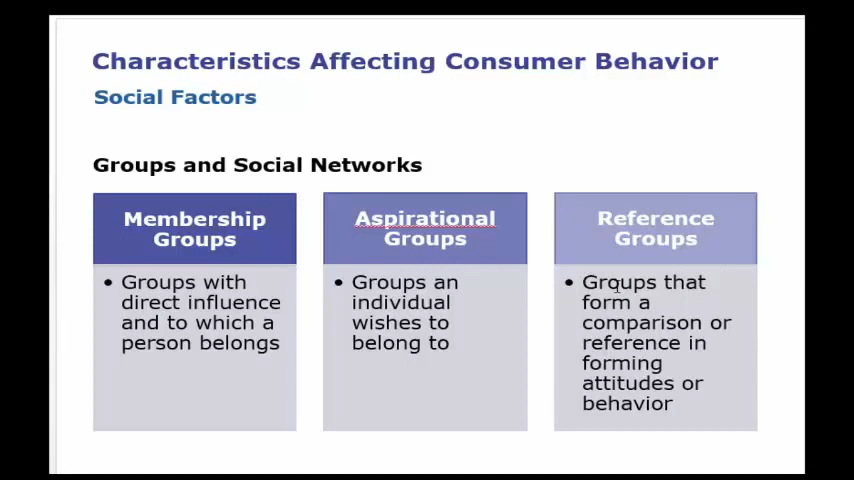 Characteristics Affecting Consumer Behavior
Social Factors
Groups and Social Networks
Membership
Groups
• Groups with
direct influence
and to which a
person belongs
Aspirational
Groups
• Groups an
individual
wishes to
belong to
Reference
Groups
• Groups that
form a
comparison or
reference in
forming
attitudes or
behavior